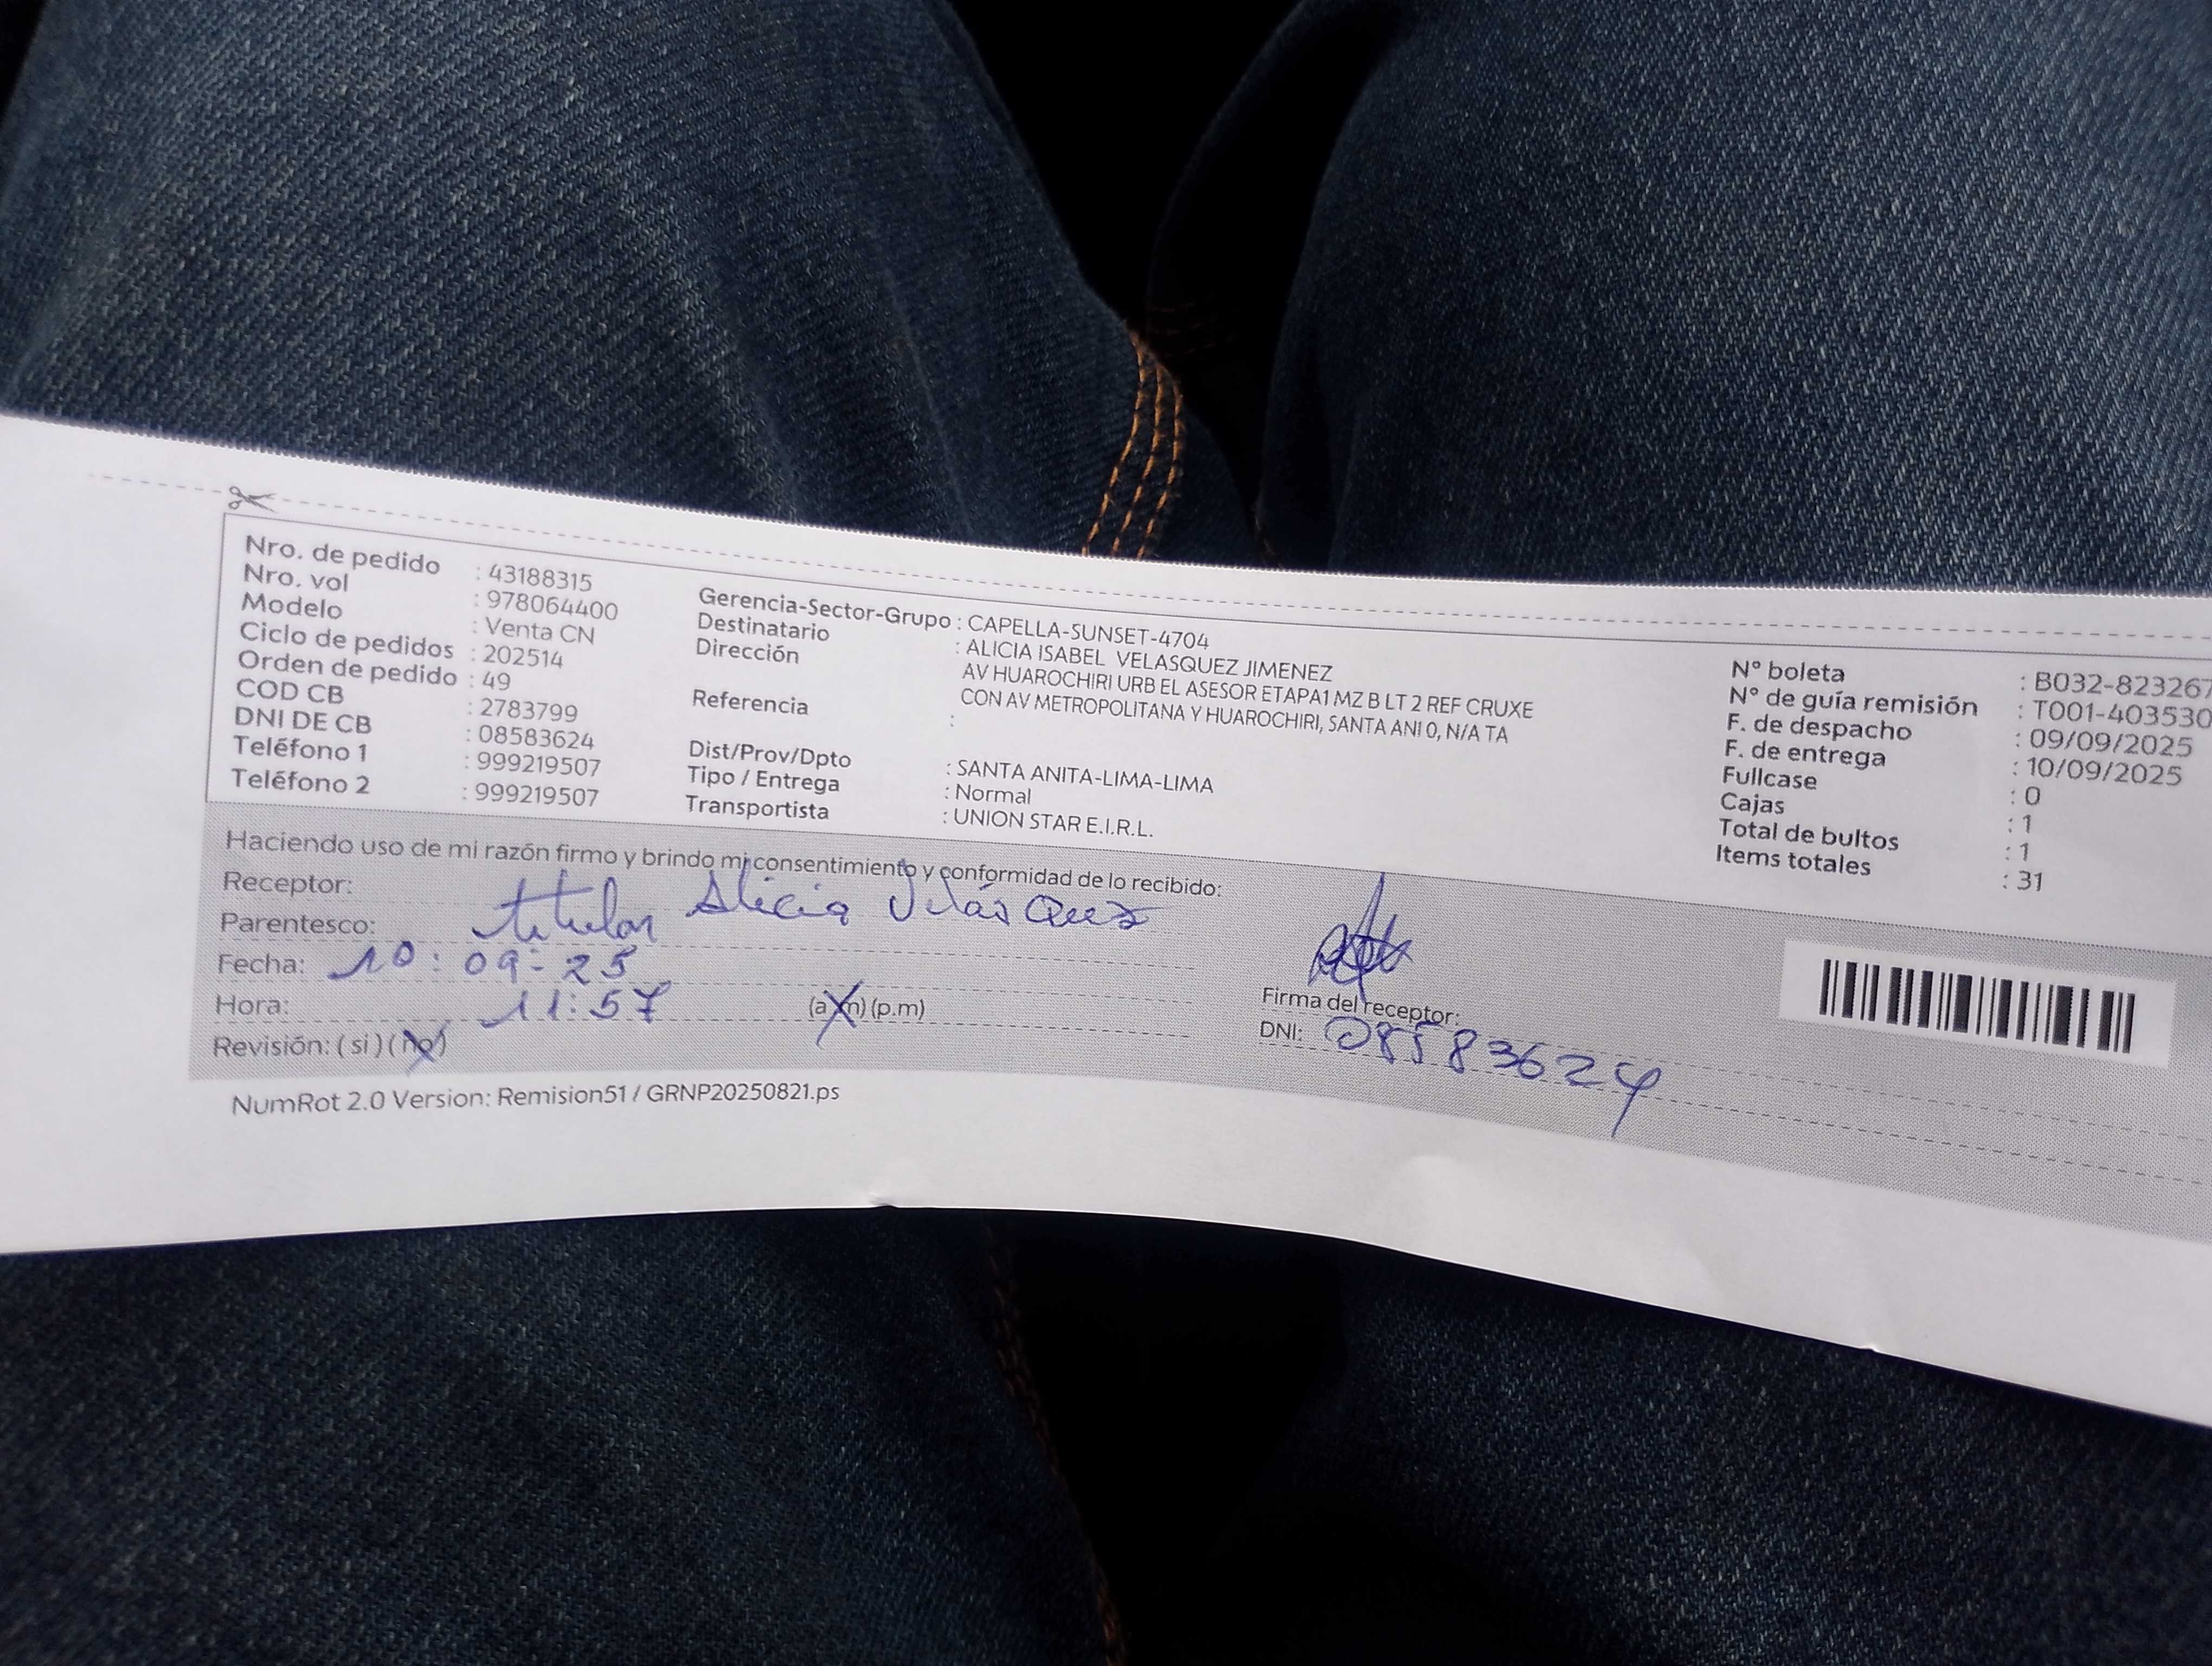 Nro. de pedido : 43188315
Nro. vol : 978064400
Modelo : Venta CN
Ciclo de pedidos : 202514
Orden de pedido : 49
COD CB : 2783799
DNI DE CB : 08583624
Teléfono 1 : 999219507
Teléfono 2 : 999219507
Gerencia-Sector-Grupo : CAPELLA-SUNSET-4704
Destinatario : ALICIA ISABEL VELASQUEZ JIMENEZ
Dirección AV HUAROCHIRI URB EL ASESOR ETAPA1 MZ B LT 2 REF CRUXE
CON AV METROPOLITANA Y HUAROCHIRI, SANTA ANI 0, N/A TA
Referencia :
Dist/Prov/Dpto : SANTA ANITA-LIMA-LIMA
Tipo / Entrega : Normal
Transportista : UNION STAR E.I.R.L.
N° boleta : B032-823267
N° de guía remisión : T001-403530
F. de despacho : 09/09/2025
F. de entrega : 10/09/2025
Fullcase : 0
Cajas : 1
Total de bultos : 1
Items totales : 31
Haciendo uso de mi razón firmo y brindo mi consentimiento y conformidad de lo recibido:
Receptor: Alicia Velásquez
Parentesco: titular
Fecha: 10:09-25
Hora: 11:57 (a.m) (p.m)
Revisión: ( si ) ( no )
Firma del receptor:
DNI: 08583624
NumRot 2.0 Version: Remision51 / GRNP20250821.ps